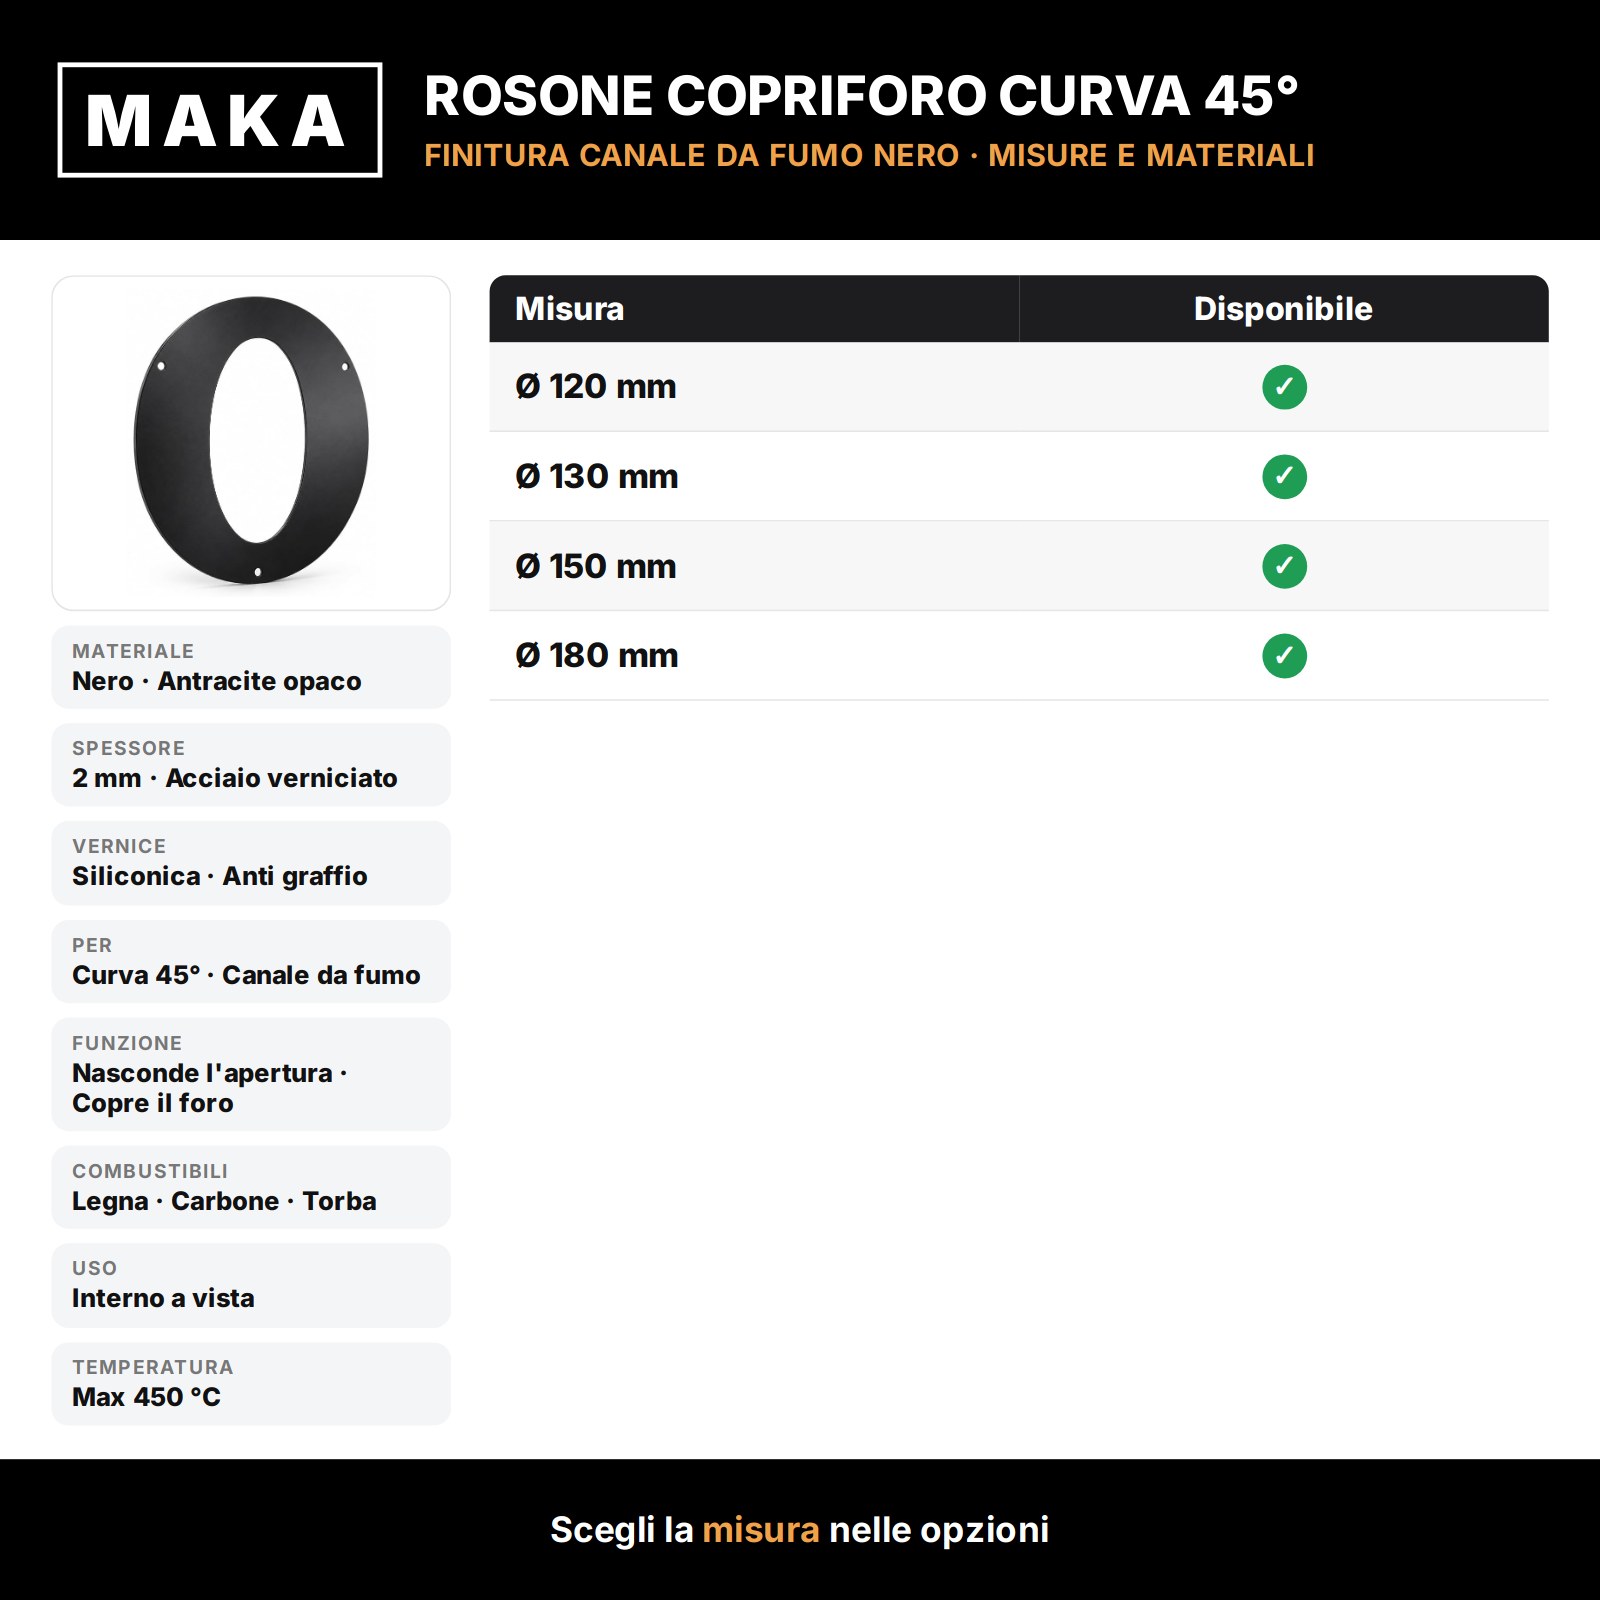 MAKA
ROSONE COPRIFORO CURVA 45°
FINITURA CANALE DA FUMO NERO · MISURE E MATERIALI
Misura Disponibile
Ø 120 mm ✓
Ø 130 mm ✓
Ø 150 mm ✓
Ø 180 mm ✓
MATERIALE
Nero · Antracite opaco
SPESSORE
2 mm · Acciaio verniciato
VERNICE
Siliconica · Anti graffio
PER
Curva 45° · Canale da fumo
FUNZIONE
Nasconde l'apertura ·
Copre il foro
COMBUSTIBILI
Legna · Carbone · Torba
USO
Interno a vista
TEMPERATURA
Max 450 °C
Scegli la misura nelle opzioni